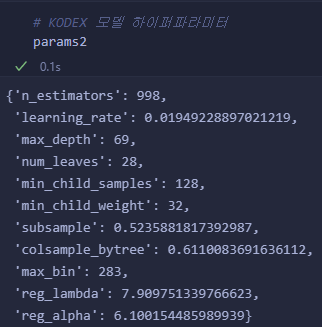 # KODEX 모델 하이퍼파라미터
params2
✓ 0.1s
{'n_estimators': 998,
'learning_rate': 0.01949228897021219,
'max_depth': 69,
'num_leaves': 28,
'min_child_samples': 128,
'min_child_weight': 32,
'subsample': 0.5235881817392987,
'colsample_bytree': 0.6110083691636112,
'max_bin': 283,
'reg_lambda': 7.909751339766623,
'reg_alpha': 6.100154485989939}